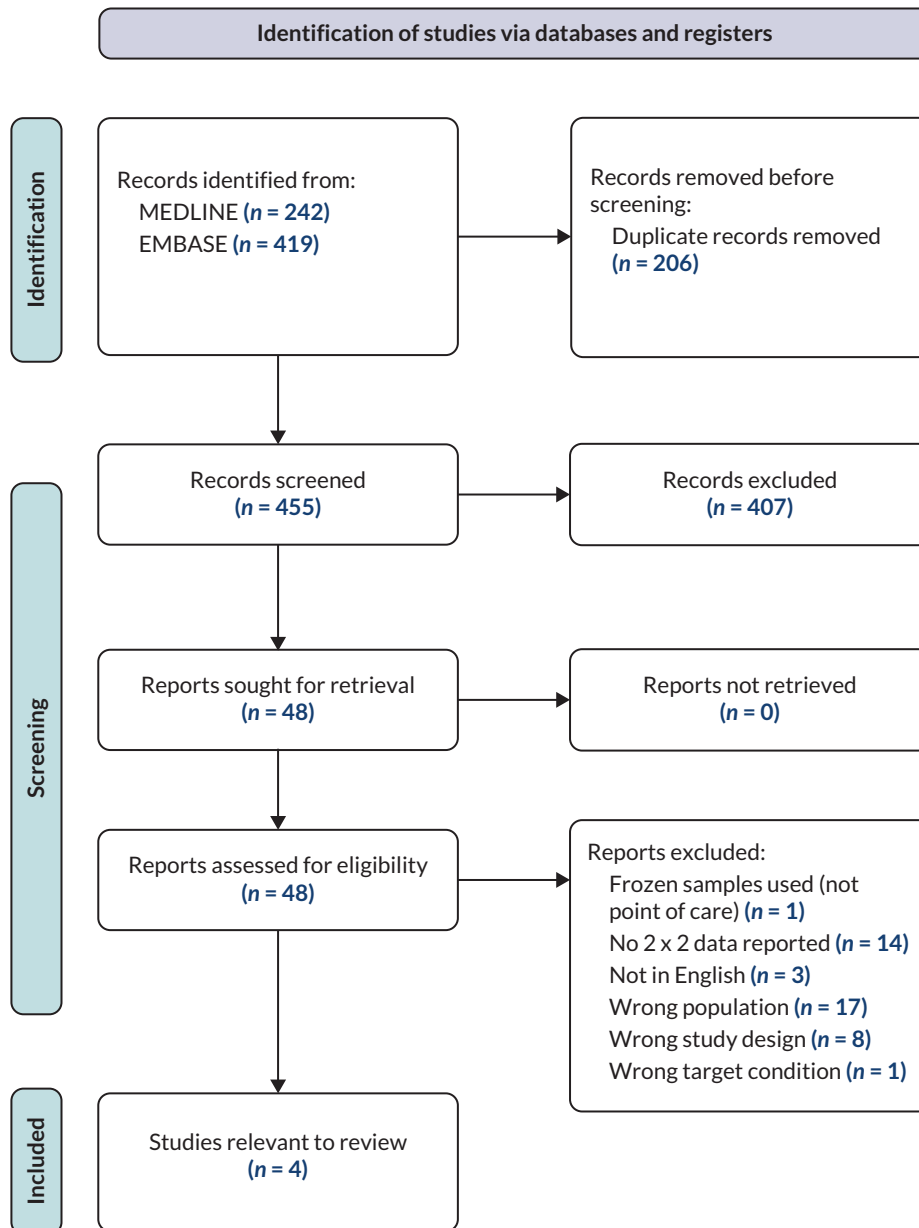 Identification of studies via databases and registers
Identification
Records identified from:
MEDLINE (n = 242)
EMBASE (n = 419)
Records removed before
screening:
Duplicate records removed
(n = 206)
Screening
Records screened
(n = 455)
Records excluded
(n = 407)
Reports sought for retrieval
(n = 48)
Reports not retrieved
(n = 0)
Reports assessed for eligibility
(n = 48)
Reports excluded:
Frozen samples used (not
point of care) (n = 1)
No 2 x 2 data reported (n = 14)
Not in English (n = 3)
Wrong population (n = 17)
Wrong study design (n = 8)
Wrong target condition (n = 1)
Included
Studies relevant to review
(n = 4)